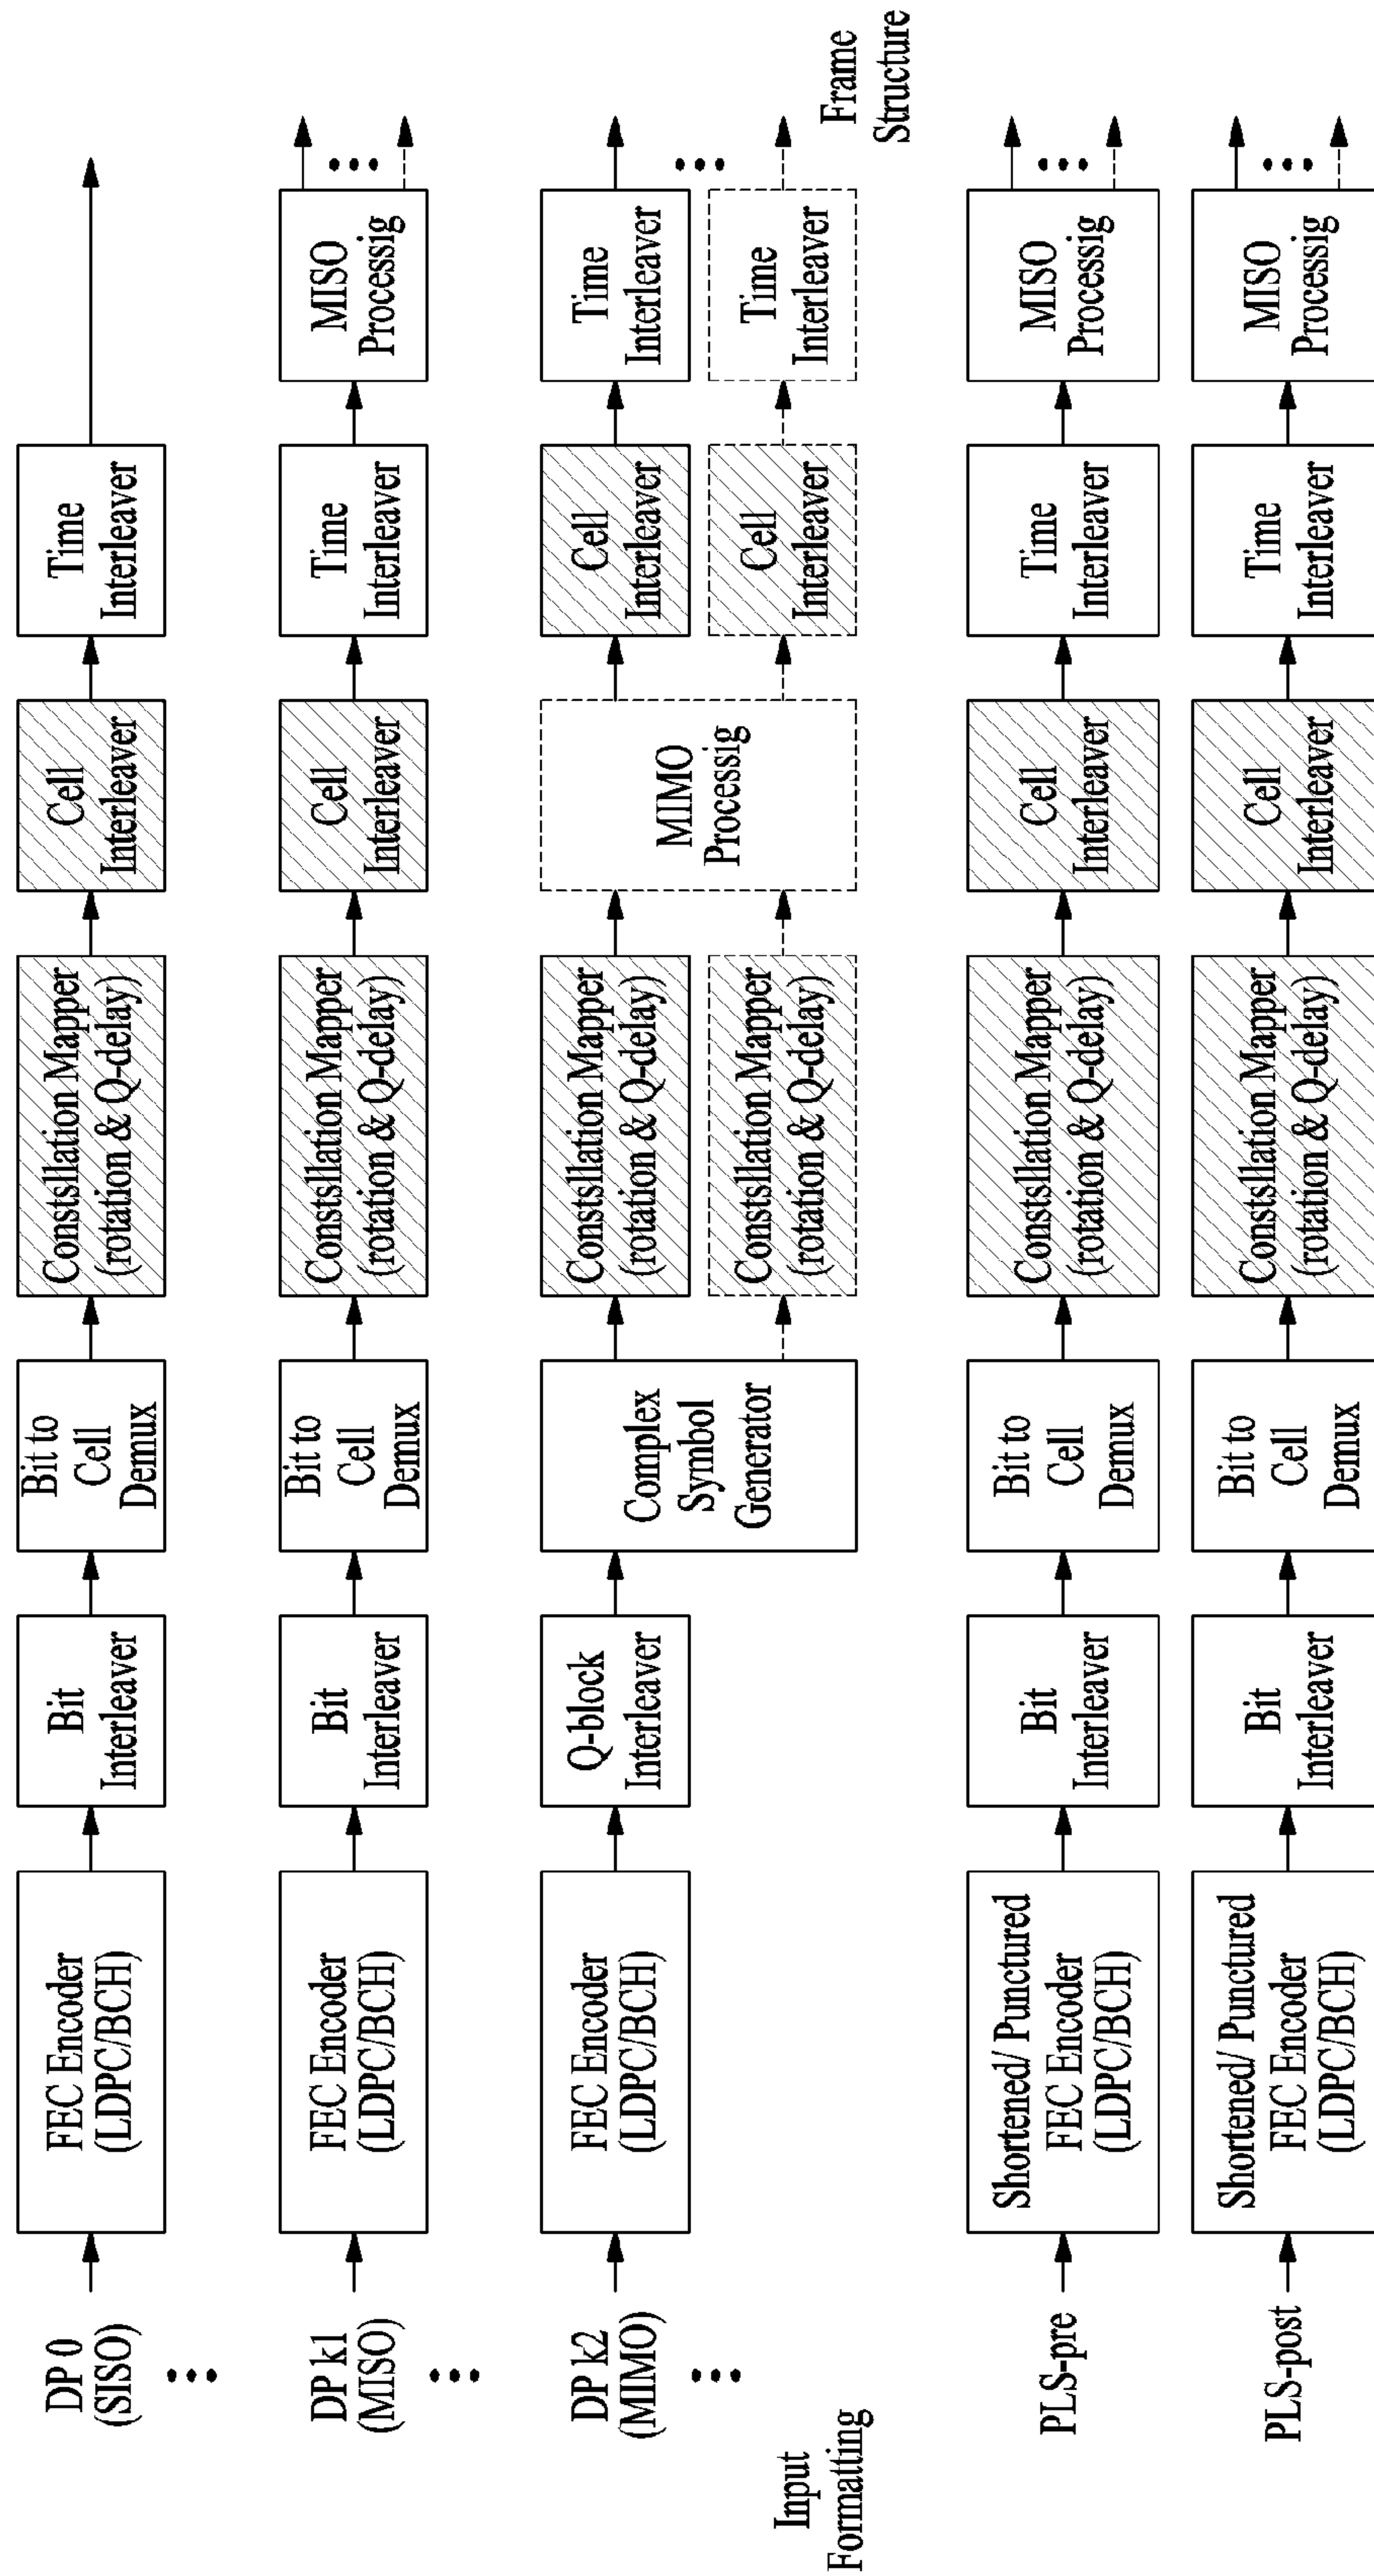 Input
Formatting
DP 0
(SISO)
FEC Encoder
(LDPC/BCH)
Bit
Interleaver
Bit to
Cell
Demux
Constsllation Mapper
(rotation & Q-delay)
Cell
Interleaver
Time
Interleaver
DP k1
(MISO)
FEC Encoder
(LDPC/BCH)
Bit
Interleaver
Bit to
Cell
Demux
Constsllation Mapper
(rotation & Q-delay)
Cell
Interleaver
Time
Interleaver
MISO
Processig
DP k2
(MIMO)
FEC Encoder
(LDPC/BCH)
Q-block
Interleaver
Complex
Symbol
Generator
Constsllation Mapper
(rotation & Q-delay)
Constsllation Mapper
(rotation & Q-delay)
MIMO
Processig
Cell
Interleaver
Cell
Interleaver
Time
Interleaver
Time
Interleaver
Frame
Structure
PLS-pre
Shortened/ Punctured
FEC Encoder
(LDPC/BCH)
Bit
Interleaver
Bit to
Cell
Demux
Constsllation Mapper
(rotation & Q-delay)
Cell
Interleaver
Time
Interleaver
MISO
Processig
PLS-post
Shortened/ Punctured
FEC Encoder
(LDPC/BCH)
Bit
Interleaver
Bit to
Cell
Demux
Constsllation Mapper
(rotation & Q-delay)
Cell
Interleaver
Time
Interleaver
MISO
Processig